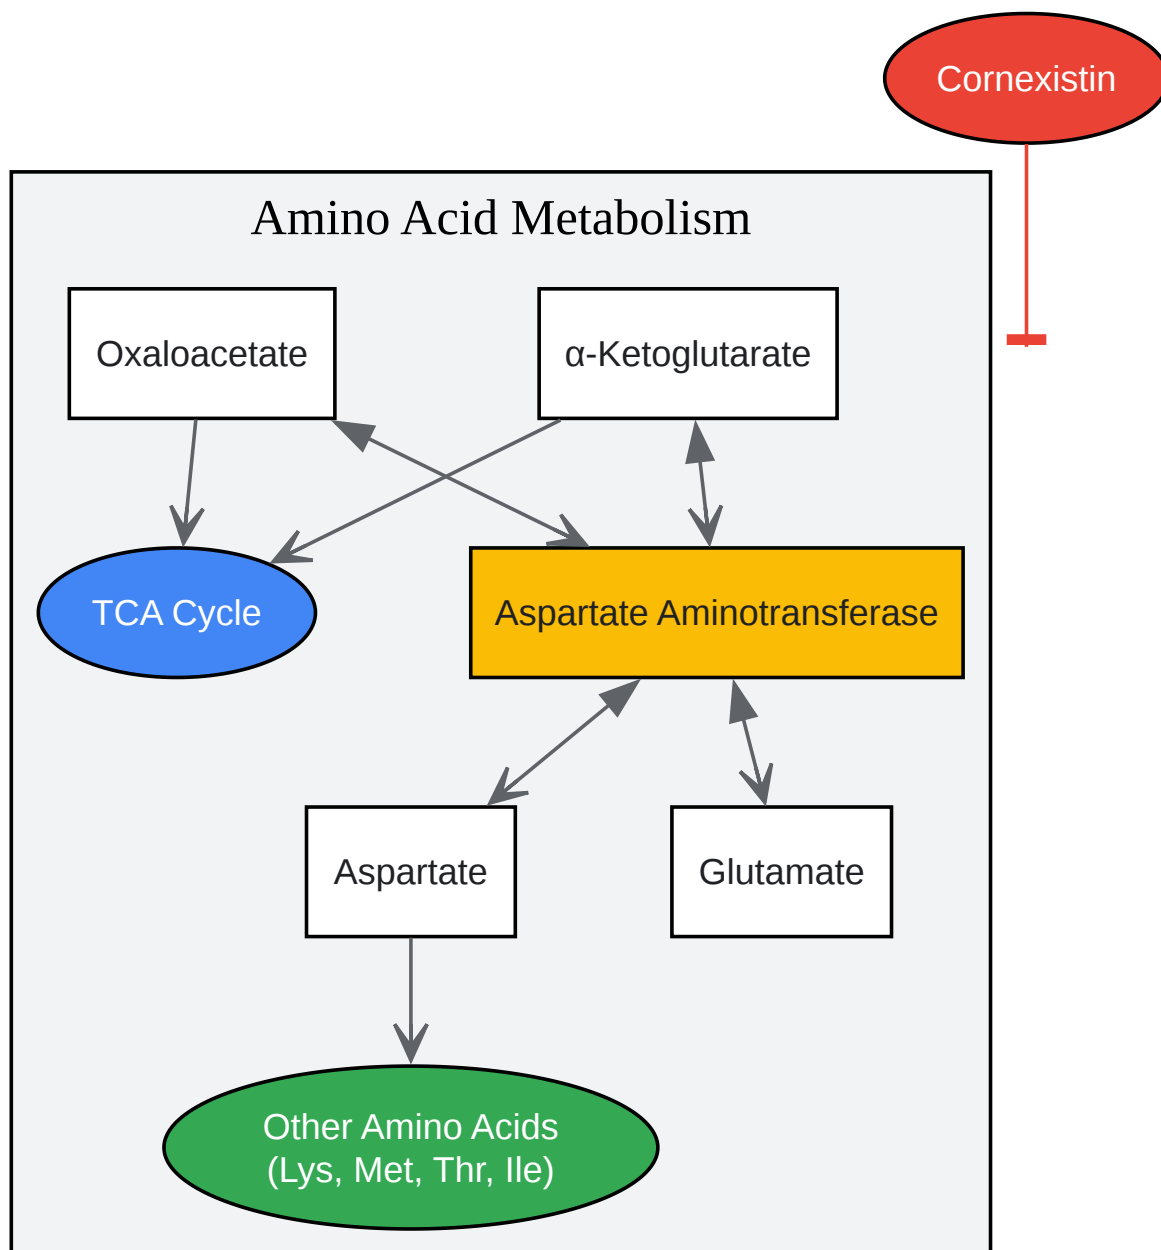 Cornexistin
Amino Acid Metabolism
Oxaloacetate
α-Ketoglutarate
TCA Cycle
Aspartate Aminotransferase
Aspartate
Glutamate
Other Amino Acids
(Lys, Met, Thr, Ile)